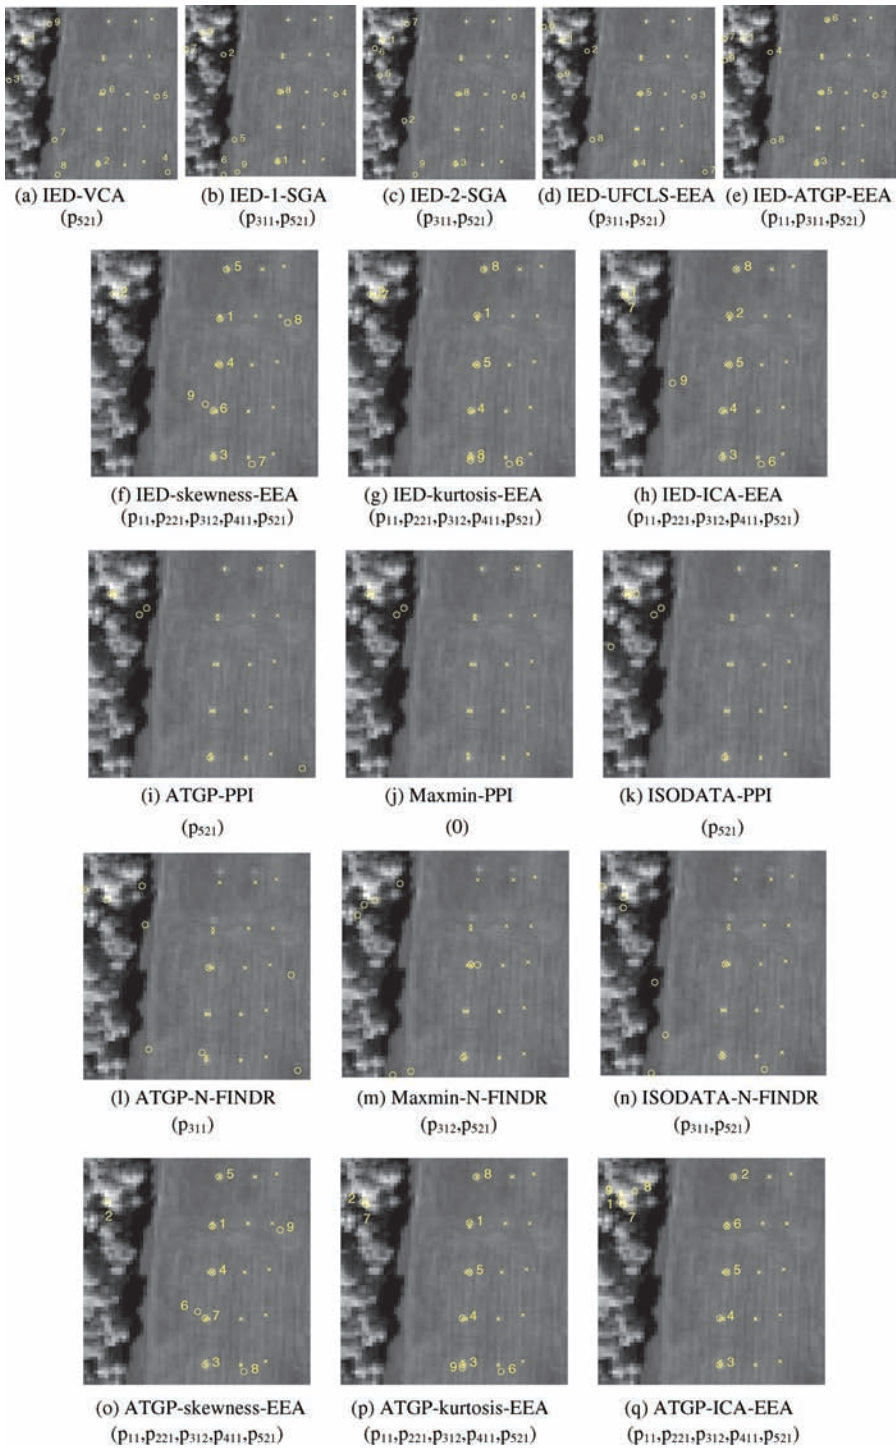 (a) IED-VCA
(p521)
(b) IED-1-SGA
(p311,p521)
(c) IED-2-SGA
(p311,p521)
(d) IED-UFCLS-EEA
(p311,p521)
(e) IED-ATGP-EEA
(p11,p311,p521)
(f) IED-skewness-EEA
(p11,p221,p312,p411,p521)
(g) IED-kurtosis-EEA
(p11,p221,p312,p411,p521)
(h) IED-ICA-EEA
(p11,p221,p312,p411,p521)
(i) ATGP-PPI
(p521)
(j) Maxmin-PPI
(0)
(k) ISODATA-PPI
(p521)
(l) ATGP-N-FINDR
(p311)
(m) Maxmin-N-FINDR
(p312,p521)
(n) ISODATA-N-FINDR
(p311,p521)
(o) ATGP-skewness-EEA
(p11,p221,p312,p411,p521)
(p) ATGP-kurtosis-EEA
(p11,p221,p312,p411,p521)
(q) ATGP-ICA-EEA
(p11,p221,p312,p411,p521)